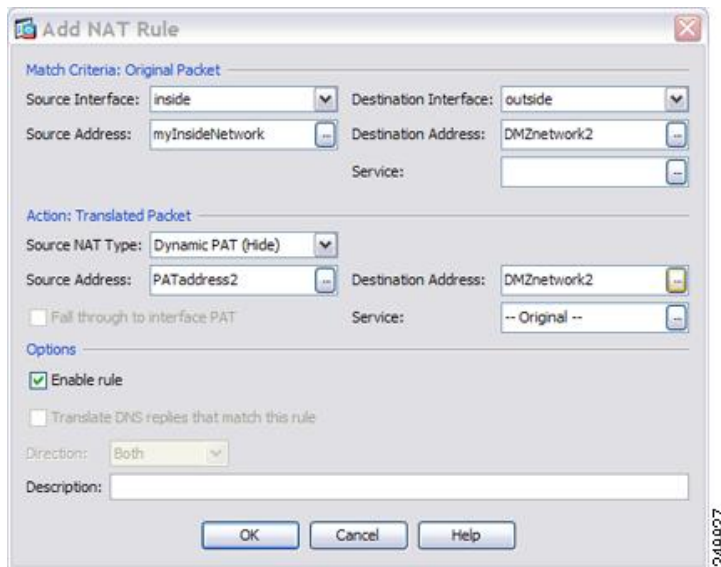 Add NAT Rule
Match Criteria: Original Packet
Source Interface: inside Destination Interface: outside
Source Address: myInsideNetwork ... Destination Address: DMZnetwork2 ...
Service: ...
Action: Translated Packet
Source NAT Type: Dynamic PAT (Hide)
Source Address: PATaddress2 ... Destination Address: DMZnetwork2 ...
Fall through to interface PAT Service: -- Original -- ...
Options
Enable rule
Translate DNS replies that match this rule
Direction: Both
Description:
OK Cancel Help
248827